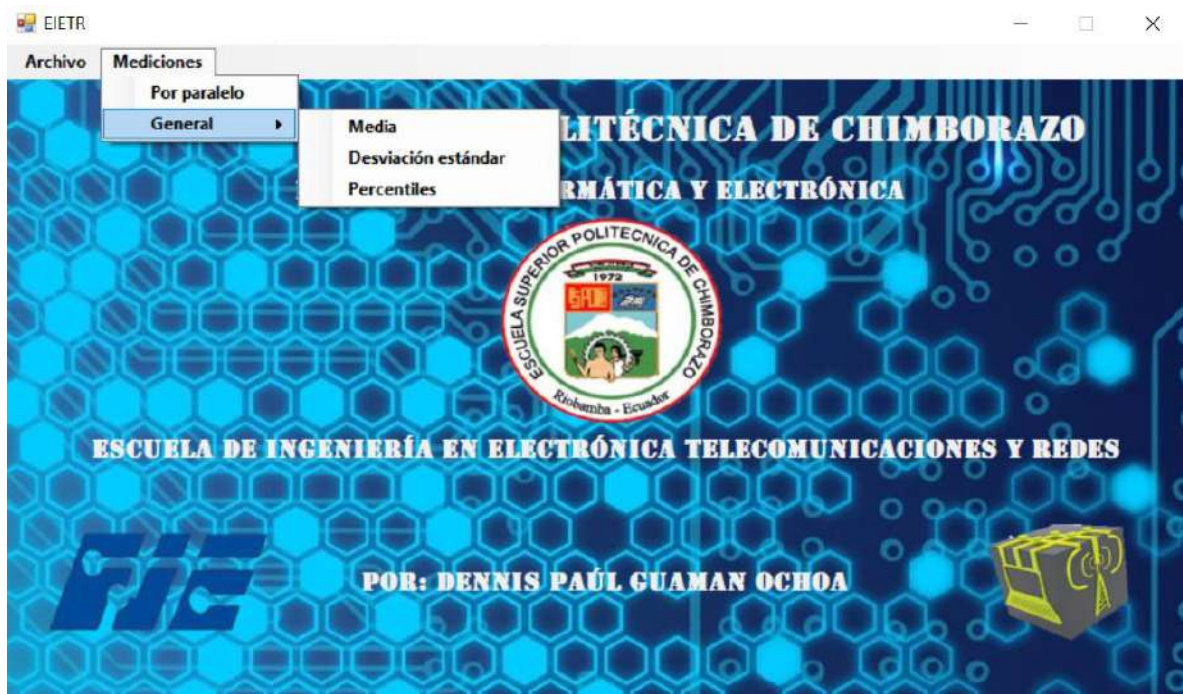 EIETR
Archivo Mediciones
Por paralelo
General
Media
Desviación estándar
Percentiles
LITÉCNICA DE CHIMBORAZO
RMÁTICA Y ELECTRÓNICA
ESCUELA SUPERIOR POLITECNICA DE CHIMBORAZO
1972
Riobamba - Ecuador
ESCUELA DE INGENIERÍA EN ELECTRÓNICA TELECOMUNICACIONES Y REDES
FIE
POR: DENNIS PAÚL GUAMAN OCHOA